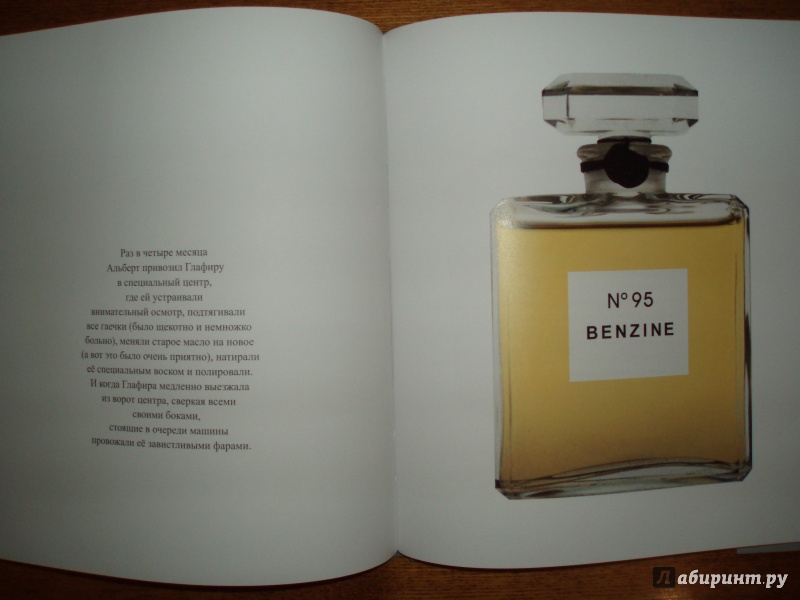 Раз в четыре месяца
Альберт привозил Глафиру
в специальный центр,
где ей устраивали
внимательный осмотр, подтягивали
все гаечки (было щекотно и немножко
больно), меняли старое масло на новое
(а вот это было очень приятно), натирали
её специальным воском и полировали.
И когда Глафира медленно выезжала
из ворот центра, сверкая всеми
своими боками,
стоящие в очереди машины
провожали её завистливыми фарами.
Nº 95
BENZINE
Лабиринт.ру